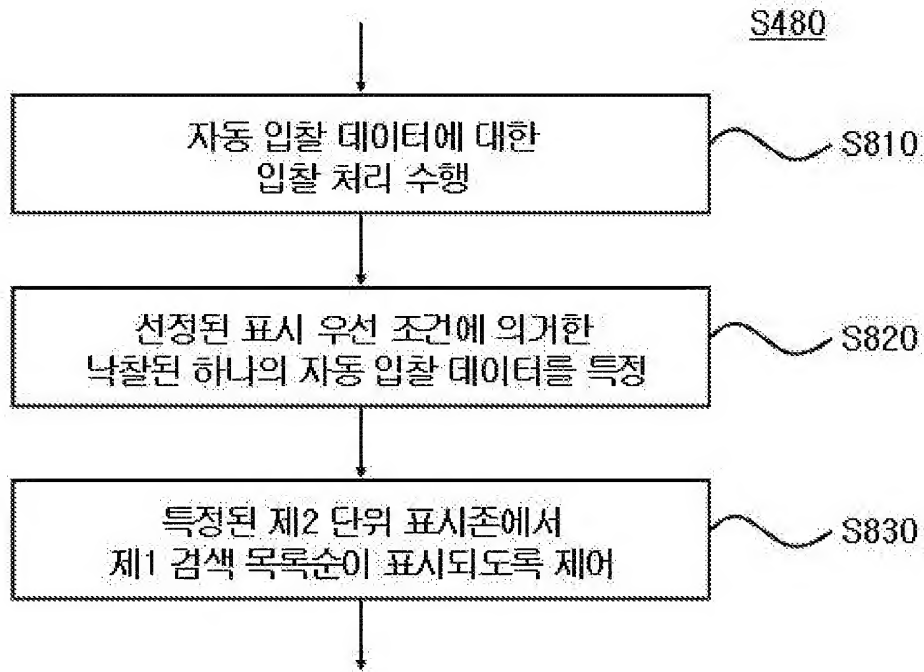 S480
자동 입찰 데이터에 대한
입찰 처리 수행
S810
선정된 표시 우선 조건에 의거한
낙찰된 하나의 자동 입찰 데이터를 특정
S820
특정된 제2 단위 표시존에서
제1 검색 목록순이 표시되도록 제어
S830